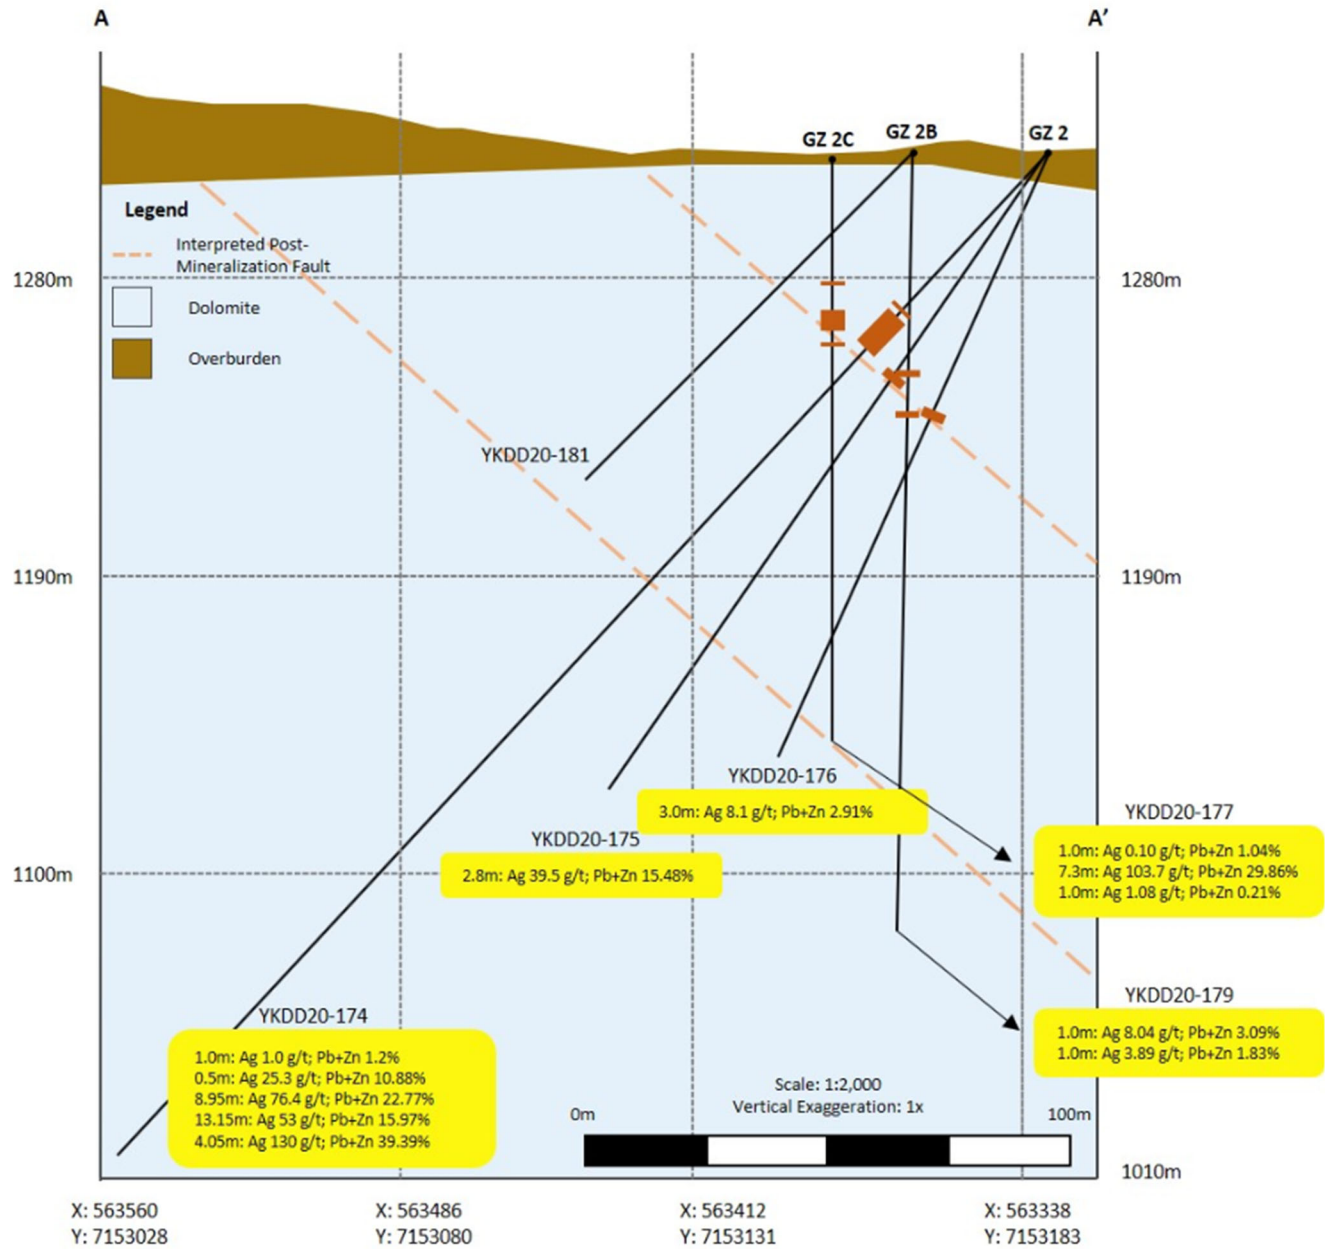 A
A’
GZ 2C
GZ 2B
GZ 2
Legend
Interpreted Post-
Mineralization Fault
Dolomite
Overburden
1280m
1280m
YKDD20-181
1190m
1190m
YKDD20-176
3.0m: Ag 8.1 g/t; Pb+Zn 2.91%
YKDD20-177
1.0m: Ag 0.10 g/t; Pb+Zn 1.04%
7.3m: Ag 103.7 g/t; Pb+Zn 29.86%
1.0m: Ag 1.08 g/t; Pb+Zn 0.21%
YKDD20-175
2.8m: Ag 39.5 g/t; Pb+Zn 15.48%
1100m
YKDD20-179
1.0m: Ag 8.04 g/t; Pb+Zn 3.09%
1.0m: Ag 3.89 g/t; Pb+Zn 1.83%
YKDD20-174
1.0m: Ag 1.0 g/t; Pb+Zn 1.2%
0.5m: Ag 25.3 g/t; Pb+Zn 10.88%
8.95m: Ag 76.4 g/t; Pb+Zn 22.77%
13.15m: Ag 53 g/t; Pb+Zn 15.97%
4.05m: Ag 130 g/t; Pb+Zn 39.39%
Scale: 1:2,000
Vertical Exaggeration: 1x
0m
100m
1010m
X: 563560
Y: 7153028
X: 563486
Y: 7153080
X: 563412
Y: 7153131
X: 563338
Y: 7153183